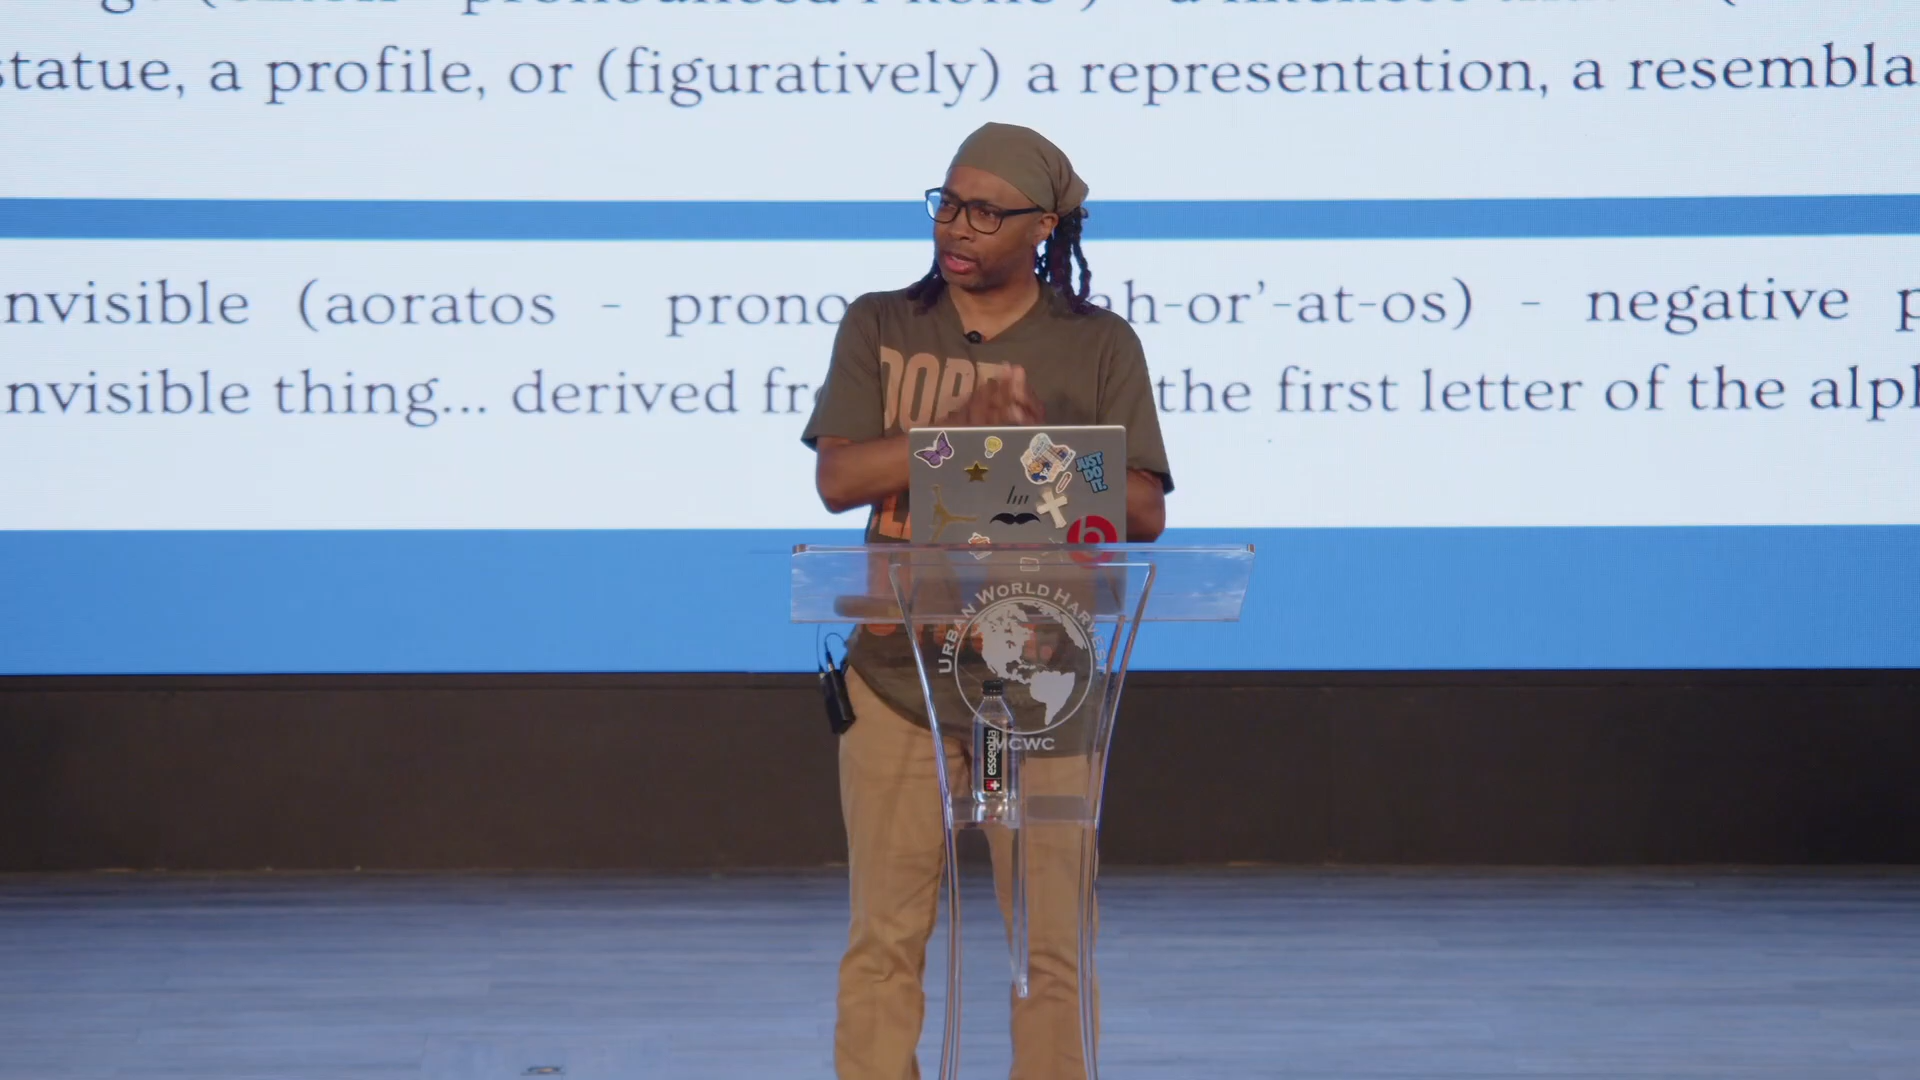 statue, a profile, or (figuratively) a representation, a resembla
nvisible (aoratos - prono ah-or'-at-os) - negative p
nvisible thing... derived fr the first letter of the alph
DOPE
JUST
DO
IT.
b
URBAN WORLD HARVEST
MCWC
essentia